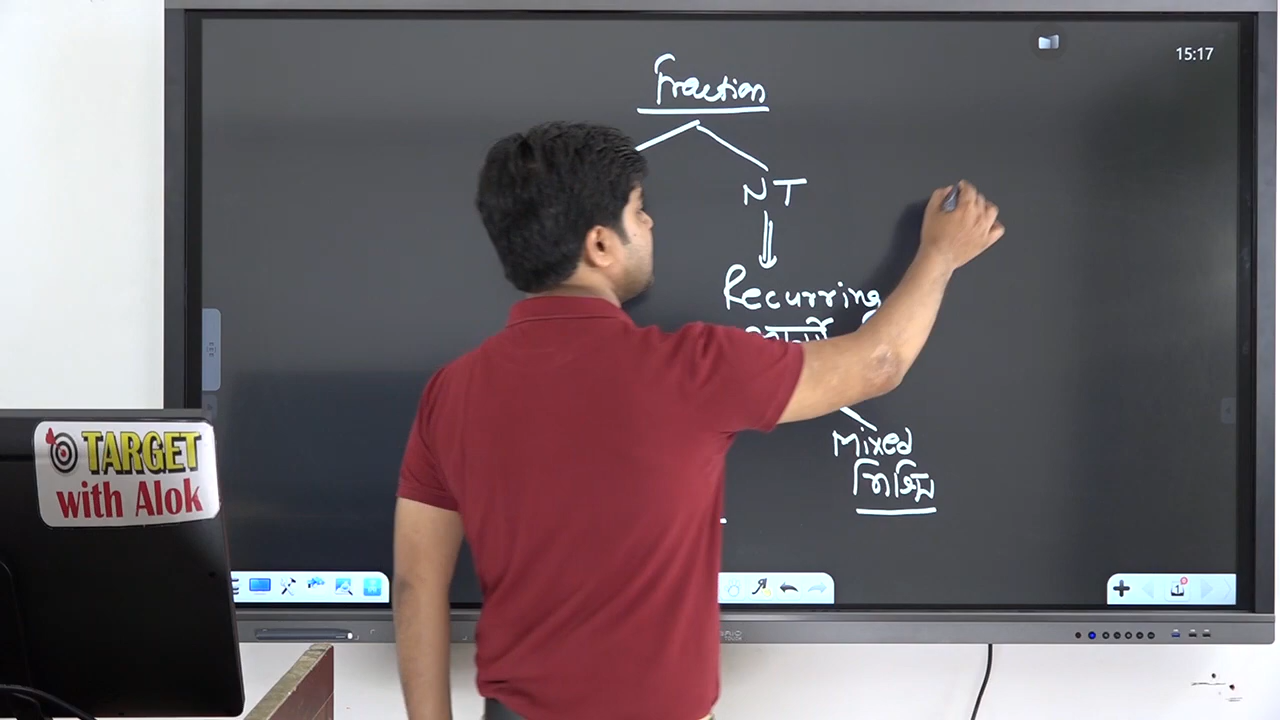 15:17
Fraction
NT
Recurring
Mixed
TARGET
with Alok